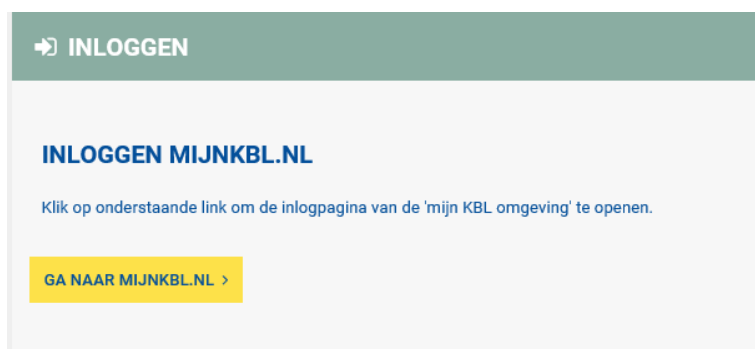 INLOGGEN
INLOGGEN MIJNKBL.NL
Klik op onderstaande link om de inlogpagina van de 'mijn KBL omgeving' te openen.
GA NAAR MIJNKBL.NL >